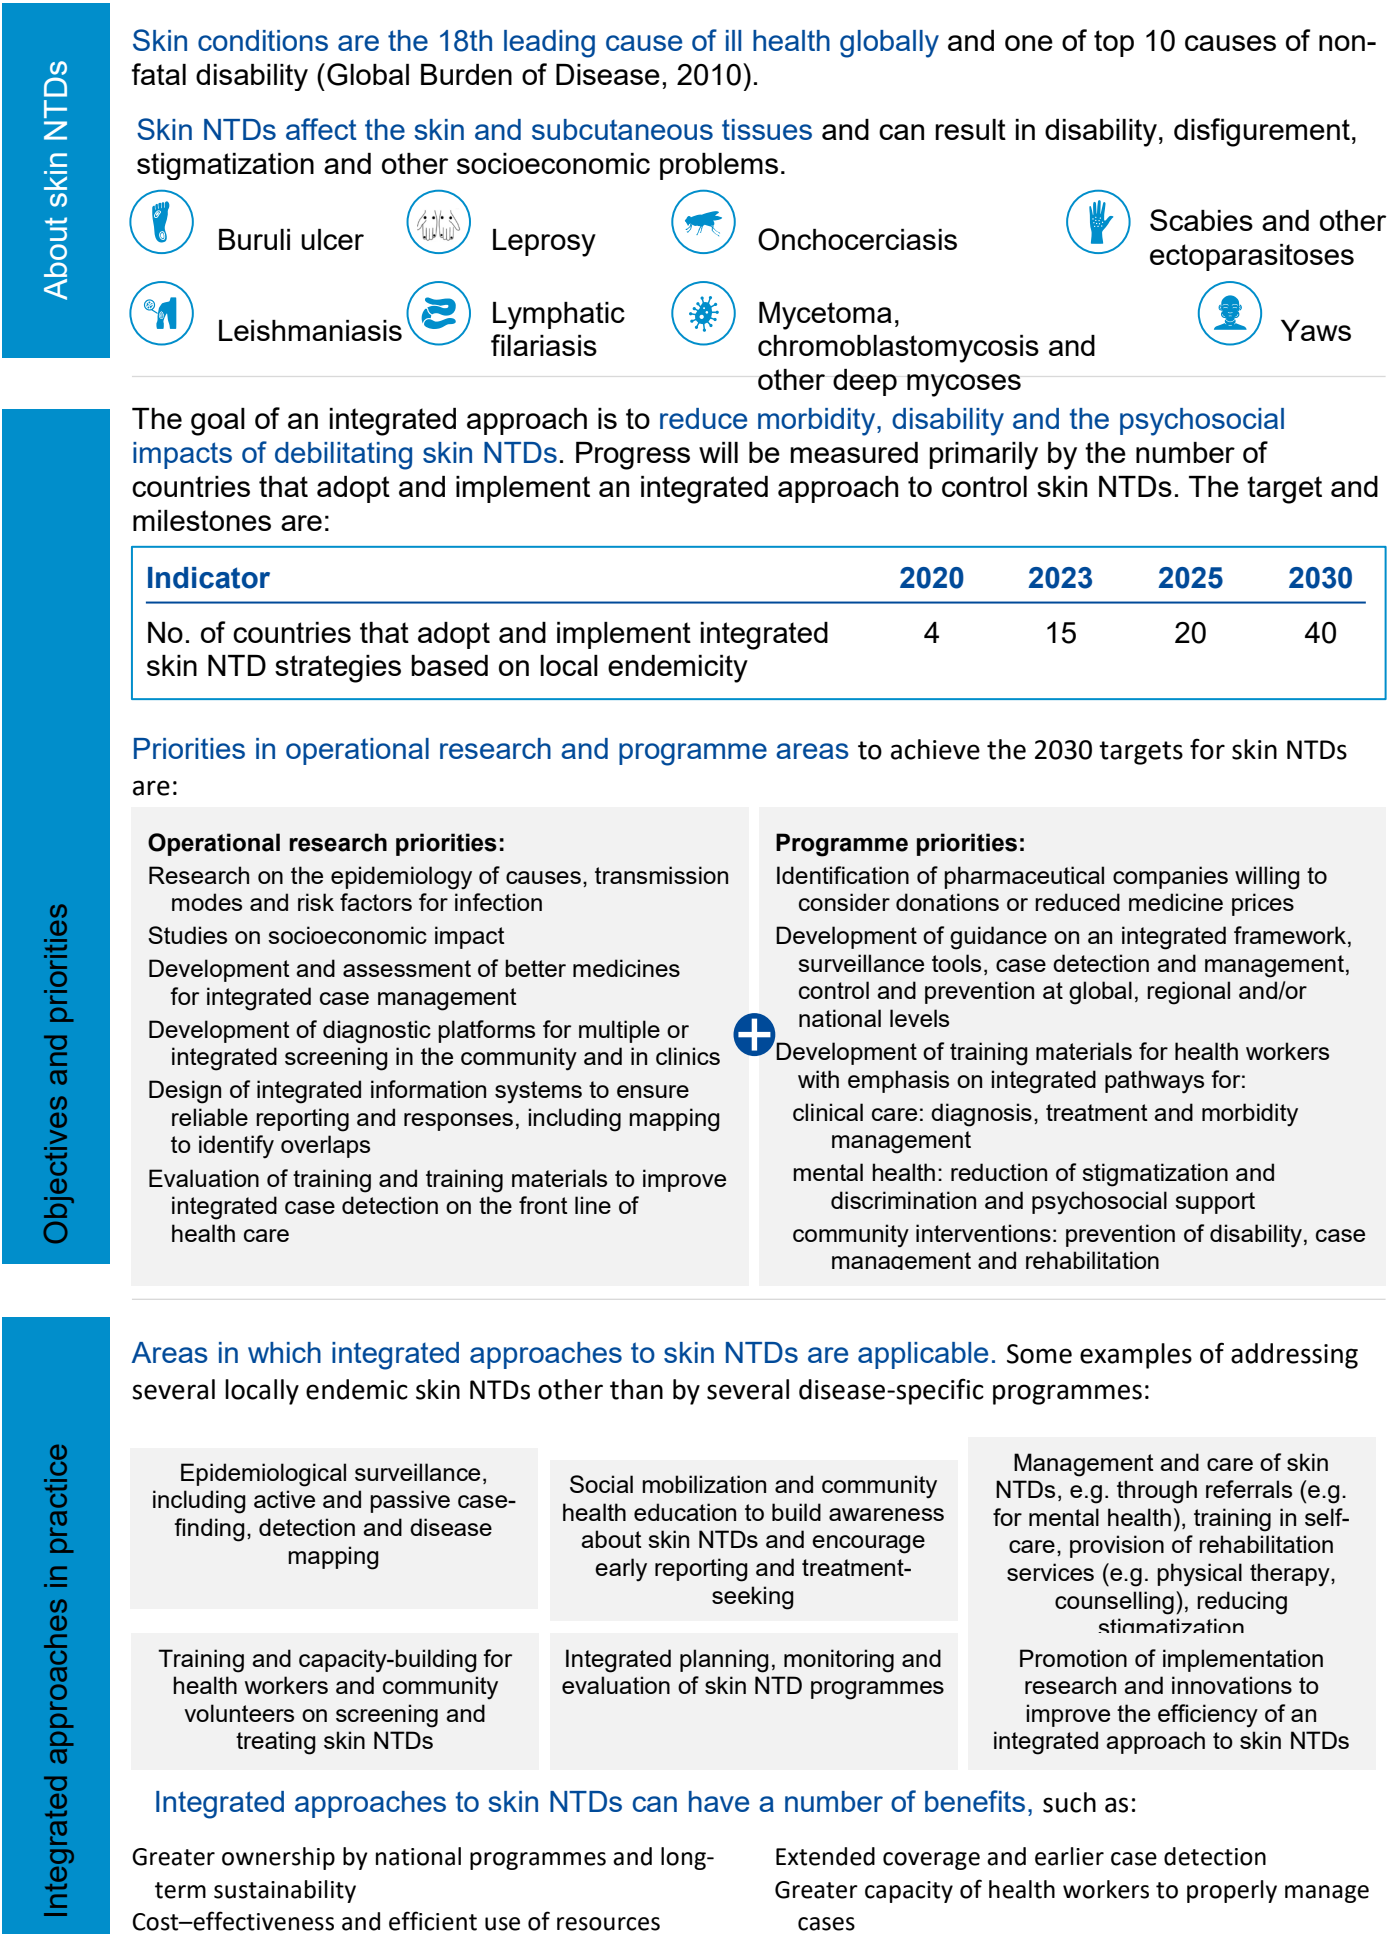 About skin NTDs
Skin conditions are the 18th leading cause of ill health globally and one of top 10 causes of non-
fatal disability (Global Burden of Disease, 2010).
Skin NTDs affect the skin and subcutaneous tissues and can result in disability, disfigurement,
stigmatization and other socioeconomic problems.
Buruli ulcer
Leprosy
Onchocerciasis
Scabies and other
ectoparasitoses
Leishmaniasis
Lymphatic
filariasis
Mycetoma,
chromoblastomycosis and
other deep mycoses
Yaws
Objectives and priorities
The goal of an integrated approach is to reduce morbidity, disability and the psychosocial
impacts of debilitating skin NTDs. Progress will be measured primarily by the number of
countries that adopt and implement an integrated approach to control skin NTDs. The target and
milestones are:
Indicator 2020 2023 2025 2030
No. of countries that adopt and implement integrated 4 15 20 40
skin NTD strategies based on local endemicity
Priorities in operational research and programme areas to achieve the 2030 targets for skin NTDs
are:
Operational research priorities:
Research on the epidemiology of causes, transmission
modes and risk factors for infection
Studies on socioeconomic impact
Development and assessment of better medicines
for integrated case management
Development of diagnostic platforms for multiple or
integrated screening in the community and in clinics
Design of integrated information systems to ensure
reliable reporting and responses, including mapping
to identify overlaps
Evaluation of training and training materials to improve
integrated case detection on the front line of
health care
Programme priorities:
Identification of pharmaceutical companies willing to
consider donations or reduced medicine prices
Development of guidance on an integrated framework,
surveillance tools, case detection and management,
control and prevention at global, regional and/or
national levels
Development of training materials for health workers
with emphasis on integrated pathways for:
clinical care: diagnosis, treatment and morbidity
management
mental health: reduction of stigmatization and
discrimination and psychosocial support
community interventions: prevention of disability, case
management and rehabilitation
Integrated approaches in practice
Areas in which integrated approaches to skin NTDs are applicable. Some examples of addressing
several locally endemic skin NTDs other than by several disease-specific programmes:
Epidemiological surveillance,
including active and passive case-
finding, detection and disease
mapping
Social mobilization and community
health education to build awareness
about skin NTDs and encourage
early reporting and treatment-
seeking
Management and care of skin
NTDs, e.g. through referrals (e.g.
for mental health), training in self-
care, provision of rehabilitation
services (e.g. physical therapy,
counselling), reducing
stigmatization
Training and capacity-building for
health workers and community
volunteers on screening and
treating skin NTDs
Integrated planning, monitoring and
evaluation of skin NTD programmes
Promotion of implementation
research and innovations to
improve the efficiency of an
integrated approach to skin NTDs
Integrated approaches to skin NTDs can have a number of benefits, such as:
Greater ownership by national programmes and long-
term sustainability
Cost–effectiveness and efficient use of resources
Extended coverage and earlier case detection
Greater capacity of health workers to properly manage
cases